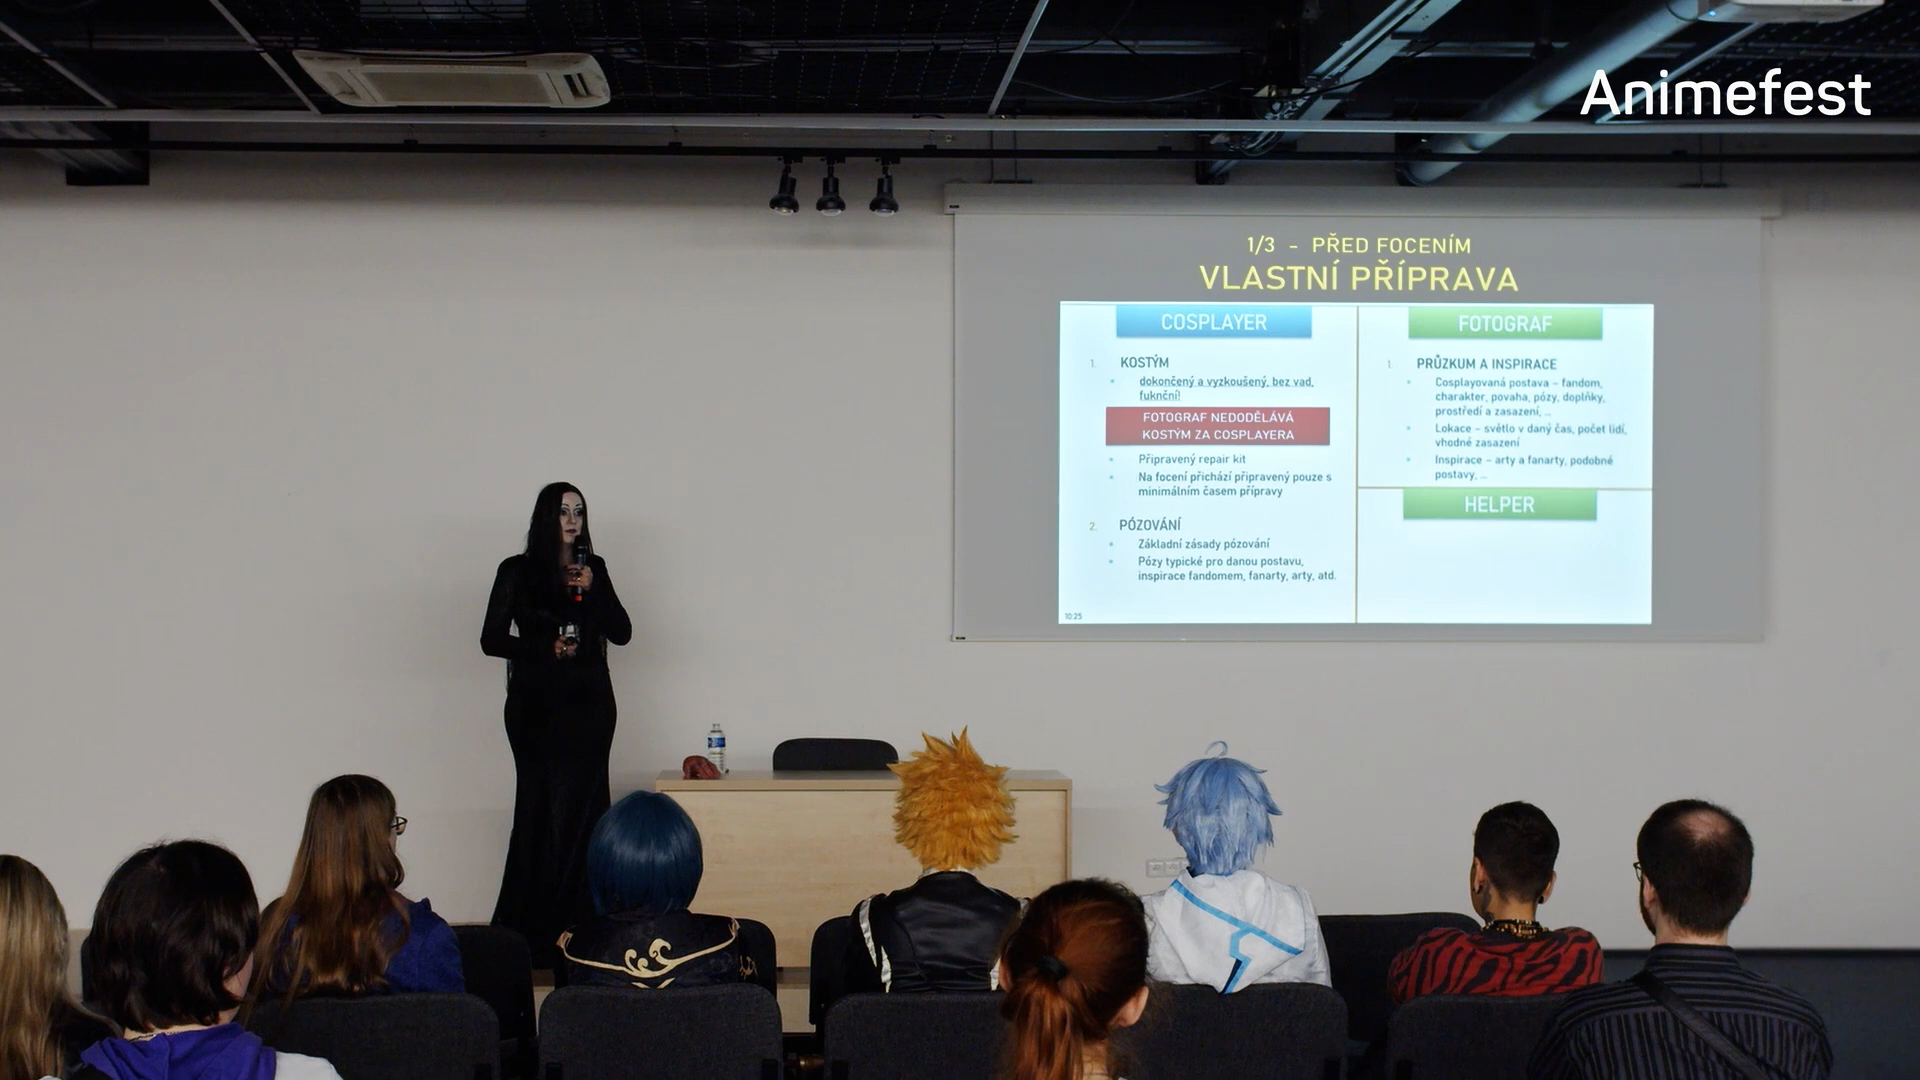 Animefest
1/3 - PŘED FOCENÍM
VLASTNÍ PŘÍPRAVA
COSPLAYER
1. KOSTÝM
dokončený a vyzkoušený, bez vad,
fuknční!
FOTOGRAF NEDODĚLÁVÁ
KOSTÝM ZA COSPLAYERA
Připravený repair kit
Na focení přichází připravený pouze s
minimálním časem přípravy
2. PÓZOVÁNÍ
Základní zásady pózování
Pózy typické pro danou postavu,
inspirace fandomem, fanarty, arty, atd.
10:25
FOTOGRAF
1. PRŮZKUM A INSPIRACE
Cosplayovaná postava – fandom,
charakter, povaha, pózy, doplňky,
prostředí a zasazení, ...
Lokace – světlo v daný čas, počet lidí,
vhodné zasazení
Inspirace – arty a fanarty, podobné
postavy, ...
HELPER